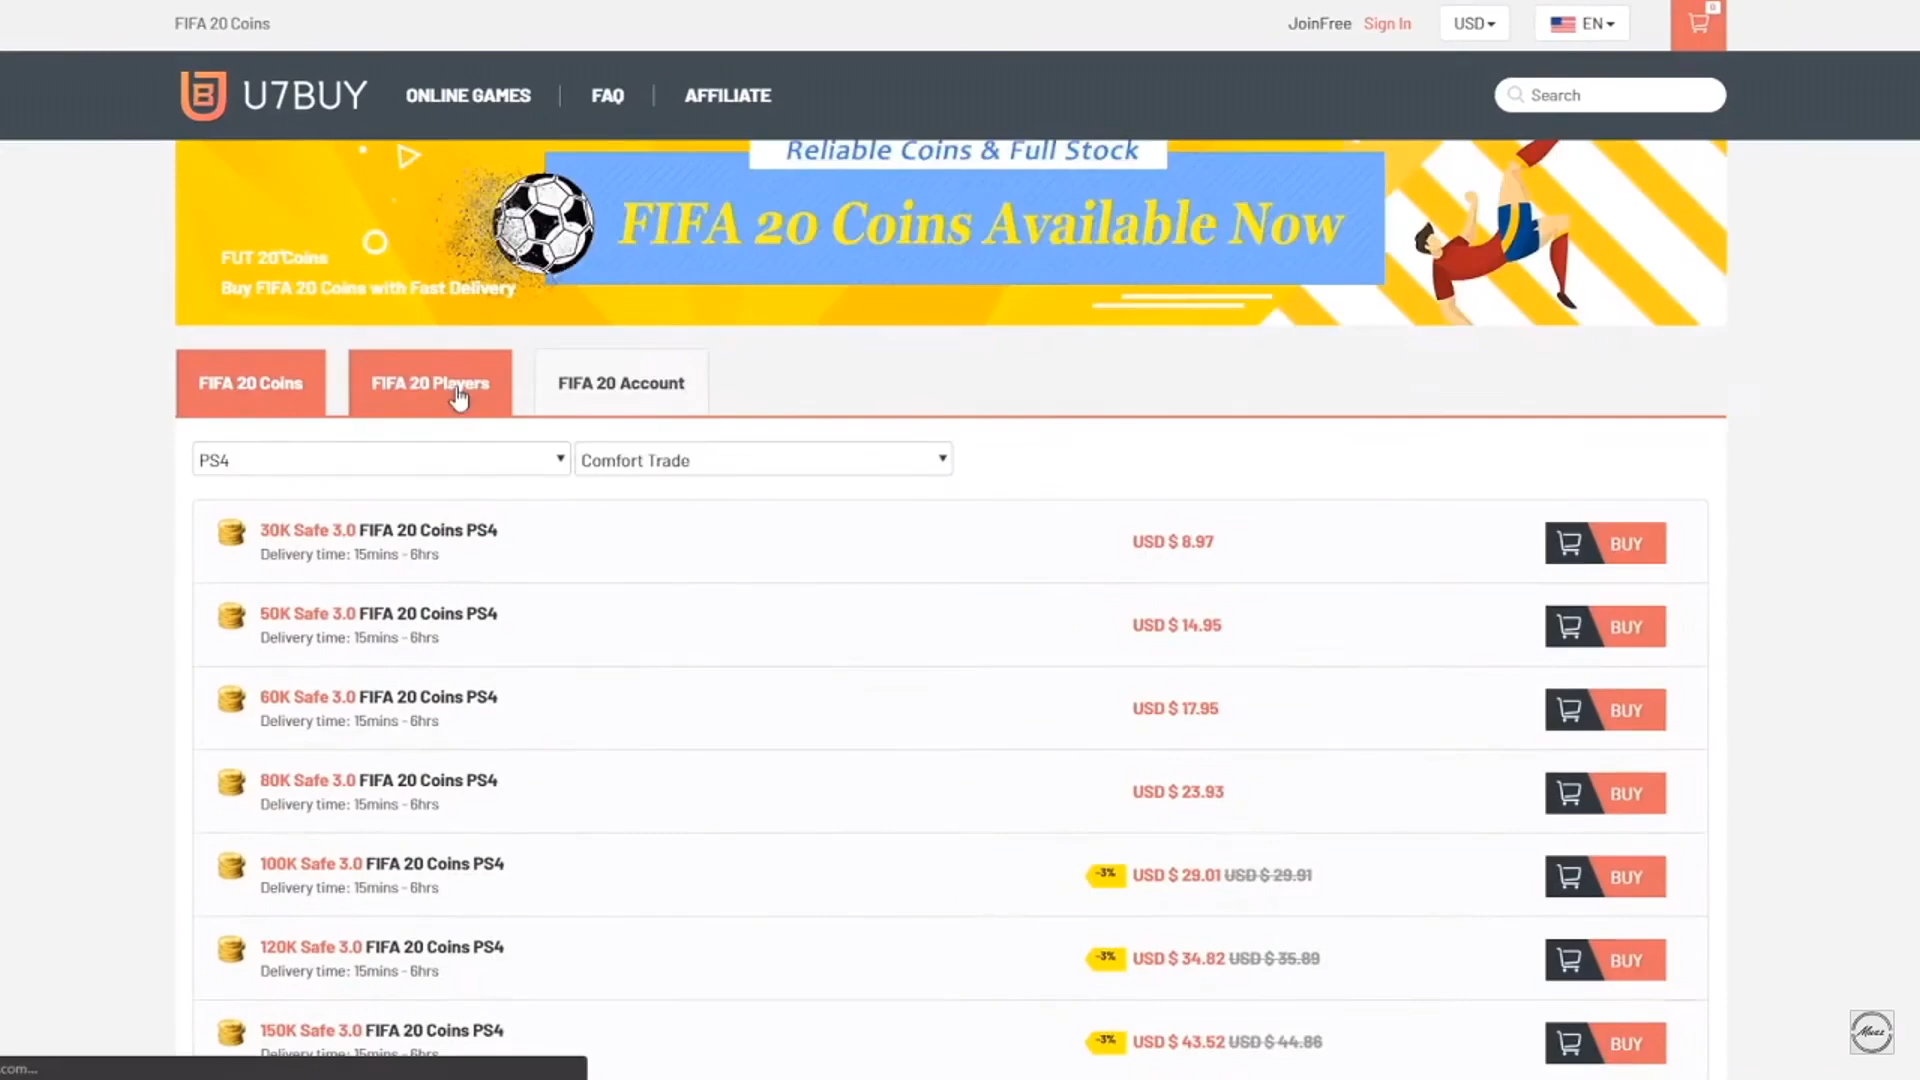 FIFA 20 Coins
JoinFree Sign In USD EN 0
U7BUY ONLINE GAMES FAQ AFFILIATE Search
Reliable Coins & Full Stock
FIFA 20 Coins Available Now
FUT 20 Coins
Buy FIFA 20 Coins with Fast Delivery
FIFA 20 Coins FIFA 20 Players FIFA 20 Account
PS4 Comfort Trade
30K Safe 3.0 FIFA 20 Coins PS4
Delivery time: 15mins - 6hrs
USD $ 8.97 BUY
50K Safe 3.0 FIFA 20 Coins PS4
Delivery time: 15mins - 6hrs
USD $ 14.95 BUY
60K Safe 3.0 FIFA 20 Coins PS4
Delivery time: 15mins - 6hrs
USD $ 17.95 BUY
80K Safe 3.0 FIFA 20 Coins PS4
Delivery time: 15mins - 6hrs
USD $ 23.93 BUY
100K Safe 3.0 FIFA 20 Coins PS4
Delivery time: 15mins - 6hrs
-3% USD $ 29.01 USD $ 29.91 BUY
120K Safe 3.0 FIFA 20 Coins PS4
Delivery time: 15mins - 6hrs
-3% USD $ 34.82 USD $ 35.89 BUY
150K Safe 3.0 FIFA 20 Coins PS4
Delivery time: 15mins - 6hrs
-3% USD $ 43.52 USD $ 44.86 BUY
Muzz
com...